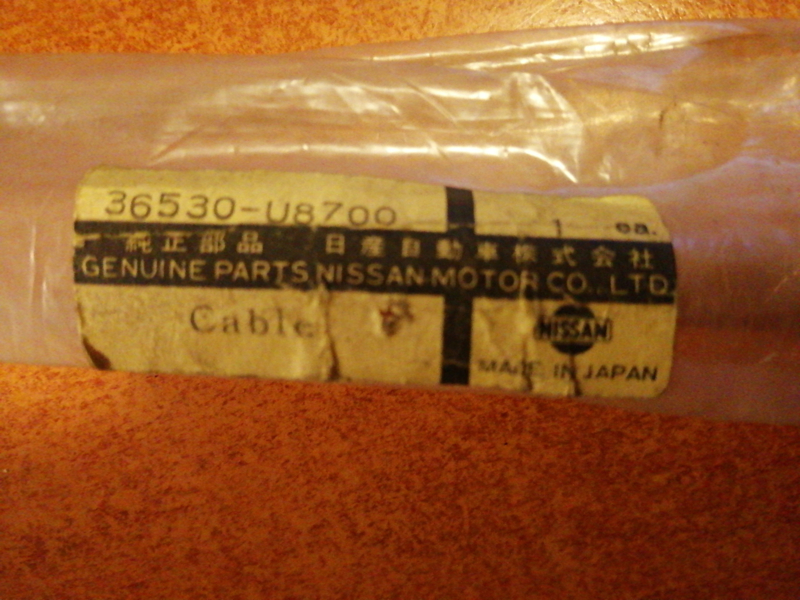 36530-U8700 1 ea.
純正部品 日産自動車株式会社
GENUINE PARTS NISSAN MOTOR CO., LTD.
Cable
NISSAN
MADE IN JAPAN